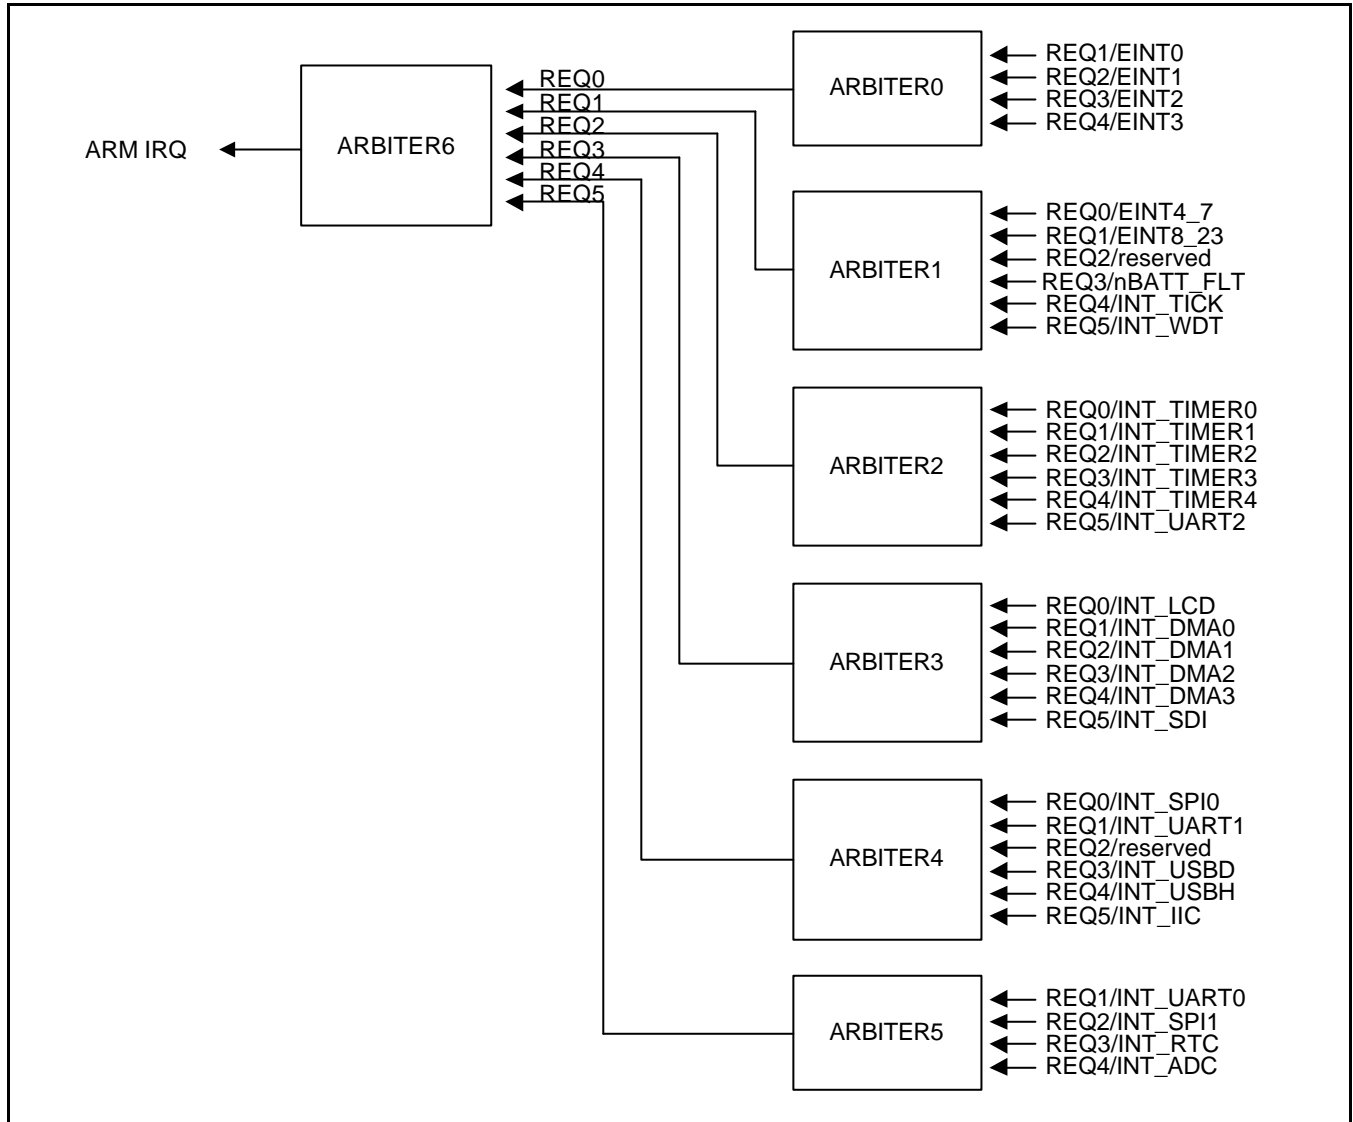 ARM IRQ
ARBITER6
REQ0
REQ1
REQ2
REQ3
REQ4
REQ5
ARBITER0
REQ1/EINT0
REQ2/EINT1
REQ3/EINT2
REQ4/EINT3
ARBITER1
REQ0/EINT4_7
REQ1/EINT8_23
REQ2/reserved
REQ3/nBATT_FLT
REQ4/INT_TICK
REQ5/INT_WDT
ARBITER2
REQ0/INT_TIMER0
REQ1/INT_TIMER1
REQ2/INT_TIMER2
REQ3/INT_TIMER3
REQ4/INT_TIMER4
REQ5/INT_UART2
ARBITER3
REQ0/INT_LCD
REQ1/INT_DMA0
REQ2/INT_DMA1
REQ3/INT_DMA2
REQ4/INT_DMA3
REQ5/INT_SDI
ARBITER4
REQ0/INT_SPI0
REQ1/INT_UART1
REQ2/reserved
REQ3/INT_USBD
REQ4/INT_USBH
REQ5/INT_IIC
ARBITER5
REQ1/INT_UART0
REQ2/INT_SPI1
REQ3/INT_RTC
REQ4/INT_ADC